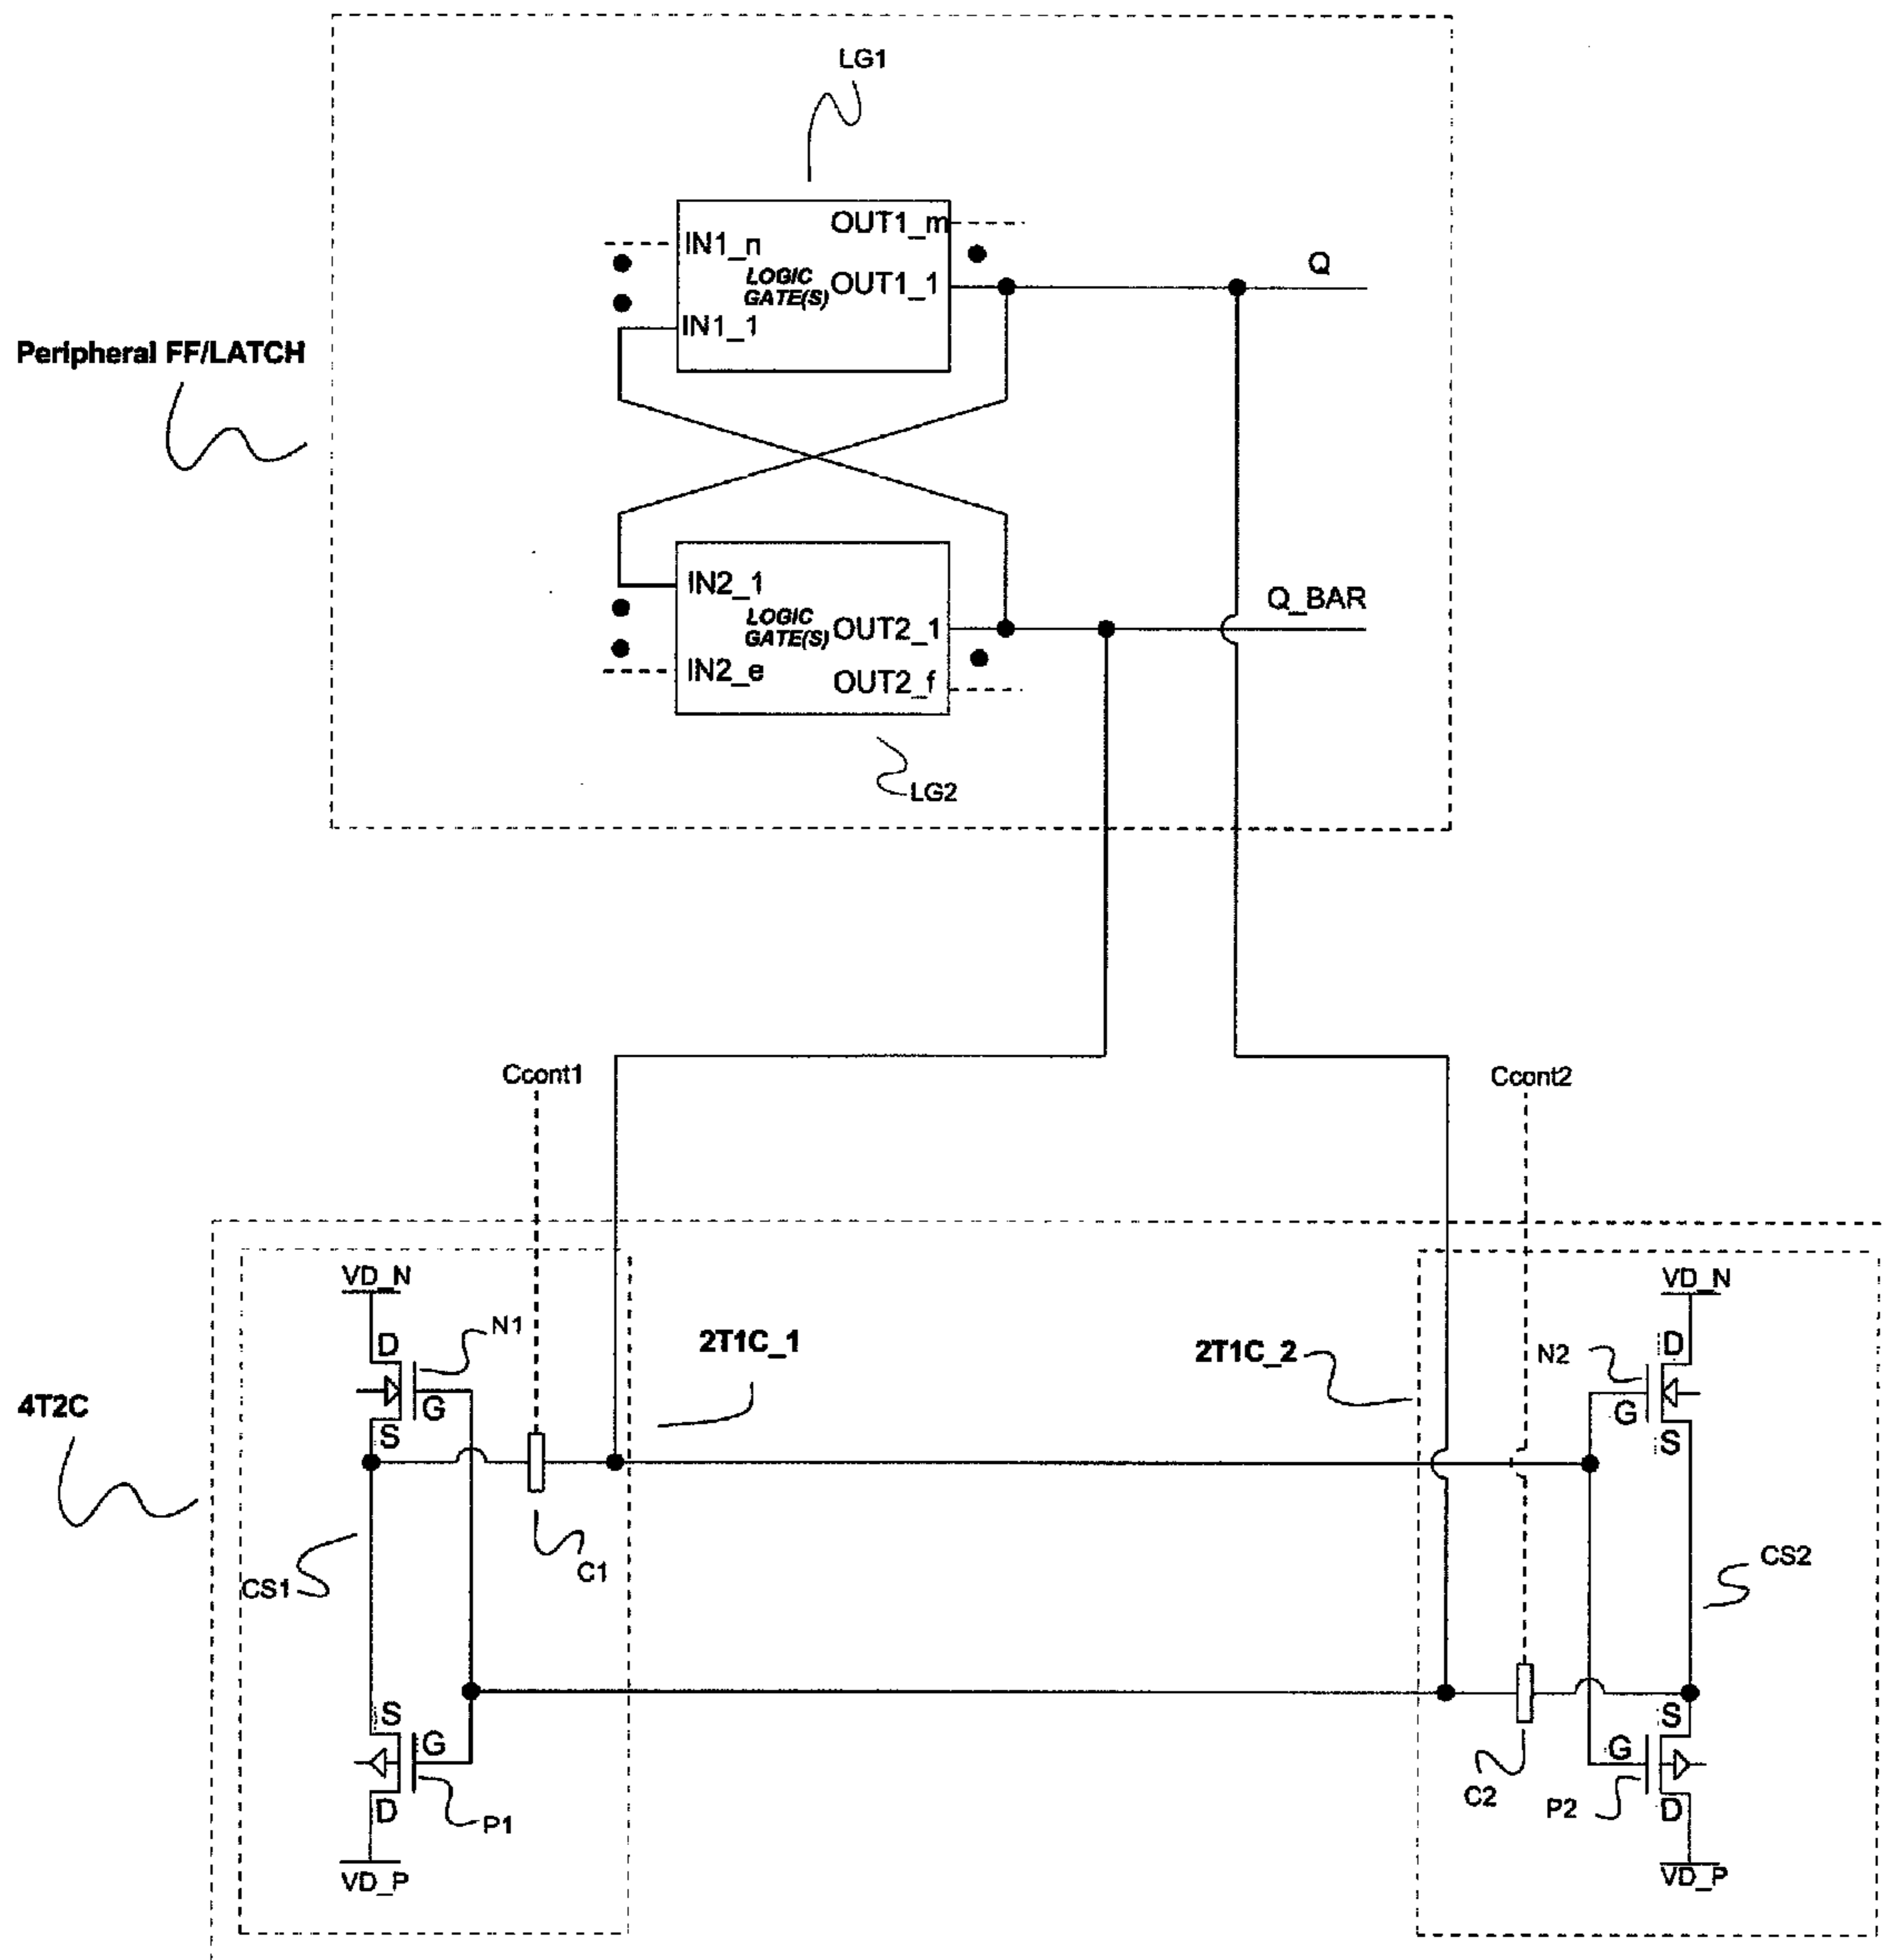 LG1
OUT1_m
IN1_n
LOGIC
GATE(S)
OUT1_1
Q
IN1_1
Peripheral FF/LATCH
IN2_1
LOGIC
GATE(S)
OUT2_1
Q_BAR
IN2_e
OUT2_f
LG2
Ccont1
Ccont2
VD_N
VD_N
D
N1
2T1C_1
2T1C_2
N2
D
4T2C
G
S
G
S
CS1
C1
CS2
S
G
D
P1
VD_P
S
G
C2
P2
D
VD_P